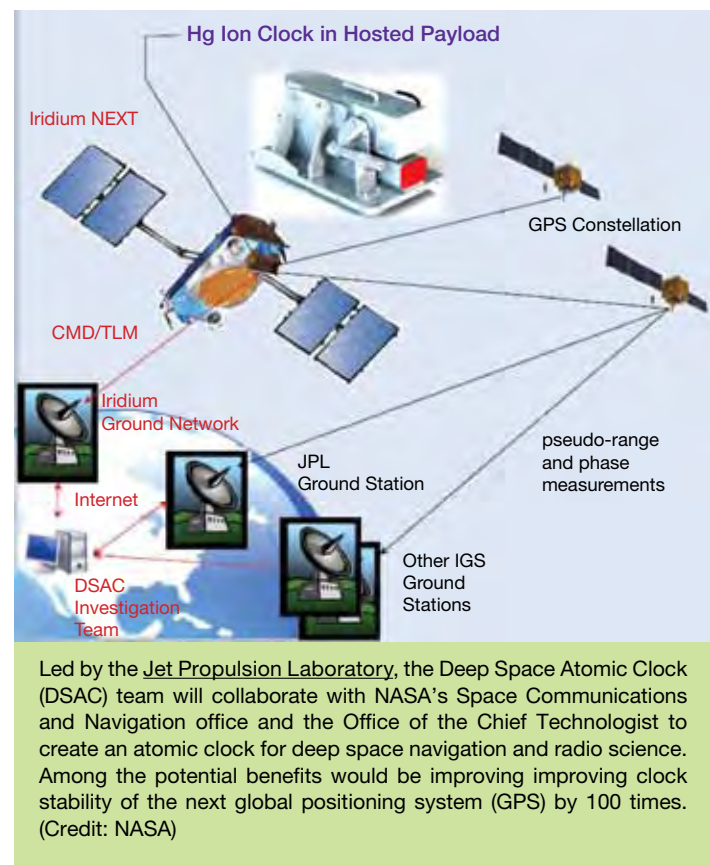 Hg Ion Clock in Hosted Payload
Iridium NEXT
GPS Constellation
CMD/TLM
Iridium
Ground Network
JPL
Ground Station
pseudo-range
and phase
measurements
Internet
Other IGS
Ground
Stations
DSAC
Investigation
Team
Led by the Jet Propulsion Laboratory, the Deep Space Atomic Clock
(DSAC) team will collaborate with NASA's Space Communications
and Navigation office and the Office of the Chief Technologist to
create an atomic clock for deep space navigation and radio science.
Among the potential benefits would be improving improving clock
stability of the next global positioning system (GPS) by 100 times.
(Credit: NASA)